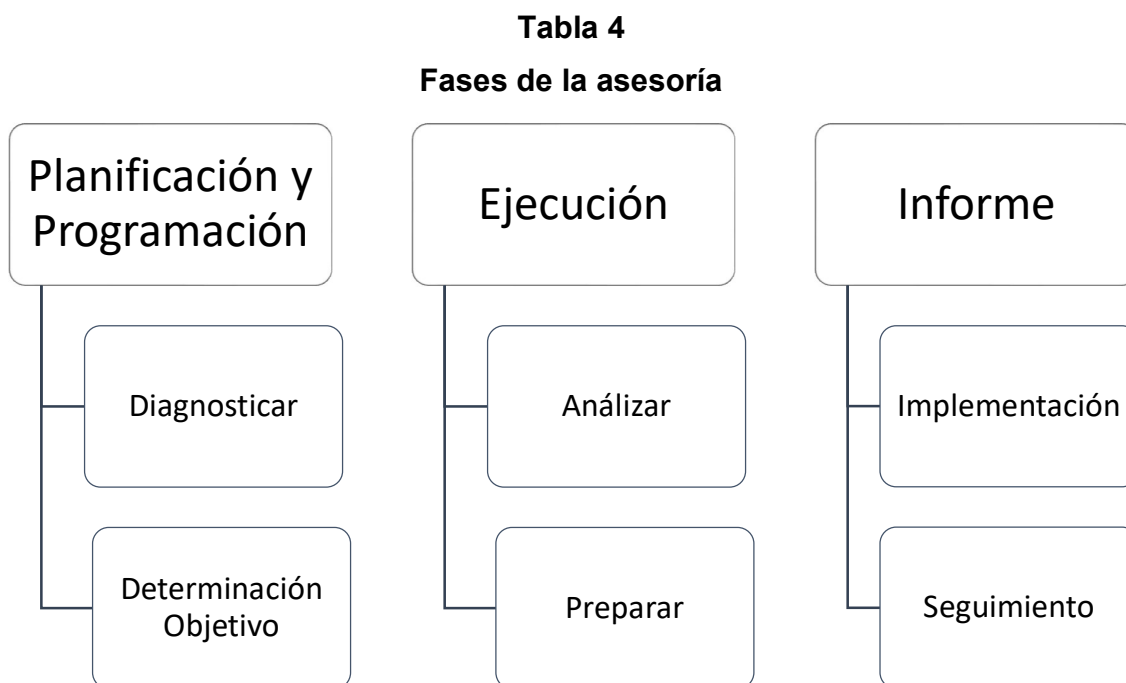 Tabla 4
Fases de la asesoría
Planificación y
Programación
Diagnosticar
Determinación
Objetivo
Ejecución
Análizar
Preparar
Informe
Implementación
Seguimiento